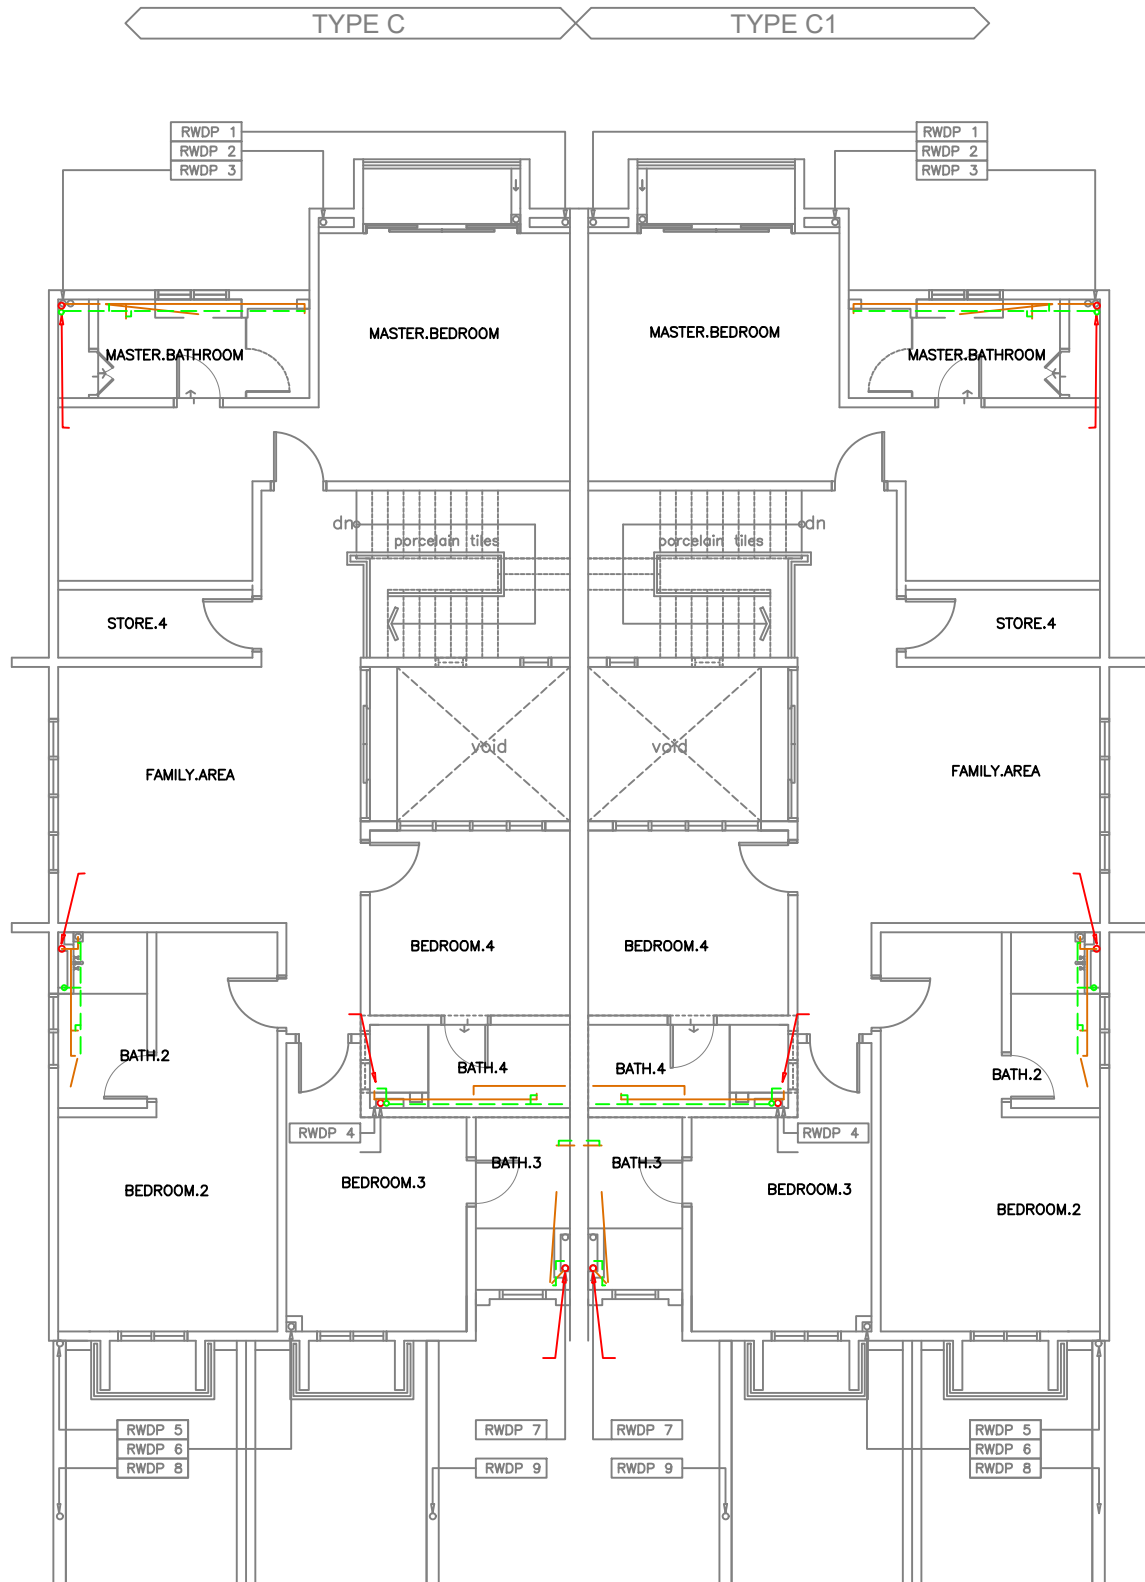 TYPE C TYPE C1
RWDP 1 RWDP 1
RWDP 2 RWDP 2
RWDP 3 RWDP 3
MASTER.BEDROOM MASTER.BEDROOM
MASTER.BATHROOM MASTER.BATHROOM
dn dn
porcelain tiles porcelain tiles
STORE.4 STORE.4
void void
FAMILY.AREA FAMILY.AREA
BEDROOM.4 BEDROOM.4
BATH.2 BATH.4 BATH.4 BATH.2
RWDP 4 RWDP 4
BATH.3 BATH.3
BEDROOM.2 BEDROOM.3 BEDROOM.3 BEDROOM.2
RWDP 5 RWDP 7 RWDP 7 RWDP 5
RWDP 6 RWDP 6
RWDP 8 RWDP 9 RWDP 9 RWDP 8